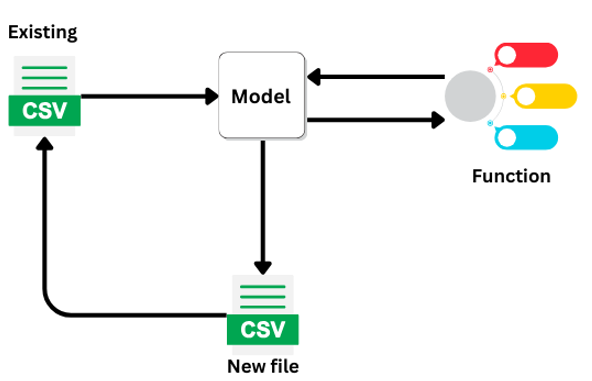 Existing
CSV
Model
Function
CSV
New file